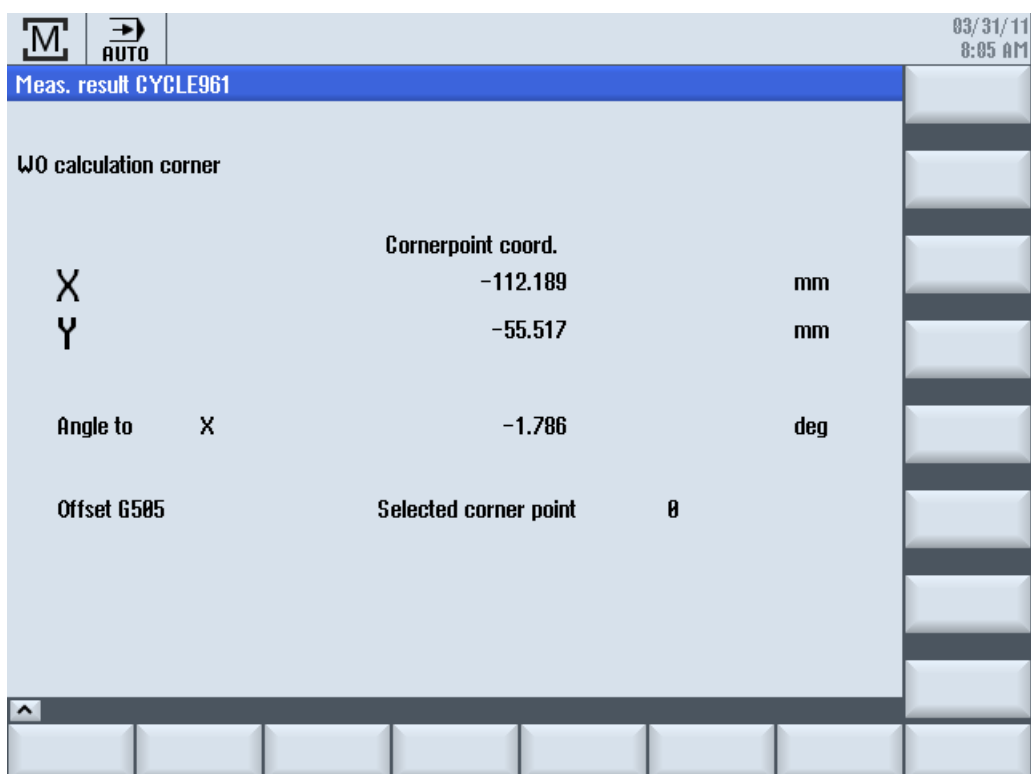 M AUTO 03/31/11
8:05 AM
Meas. result CYCLE961
WO calculation corner
Cornerpoint coord.
X -112.189 mm
Y -55.517 mm
Angle to X -1.786 deg
Offset G505 Selected corner point 0